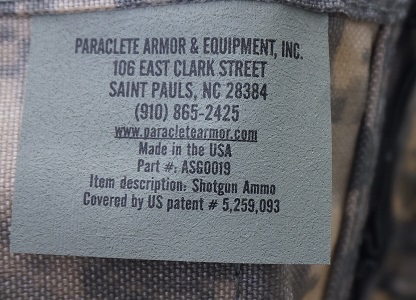 PARACLETE ARMOR & EQUIPMENT, INC.
106 EAST CLARK STREET
SAINT PAULS, NC 28384
(910) 865-2425
www.paracletearmor.com
Made in the USA
Part #: ASG0019
Item description: Shotgun Ammo
Covered by US patent # 5,259,093